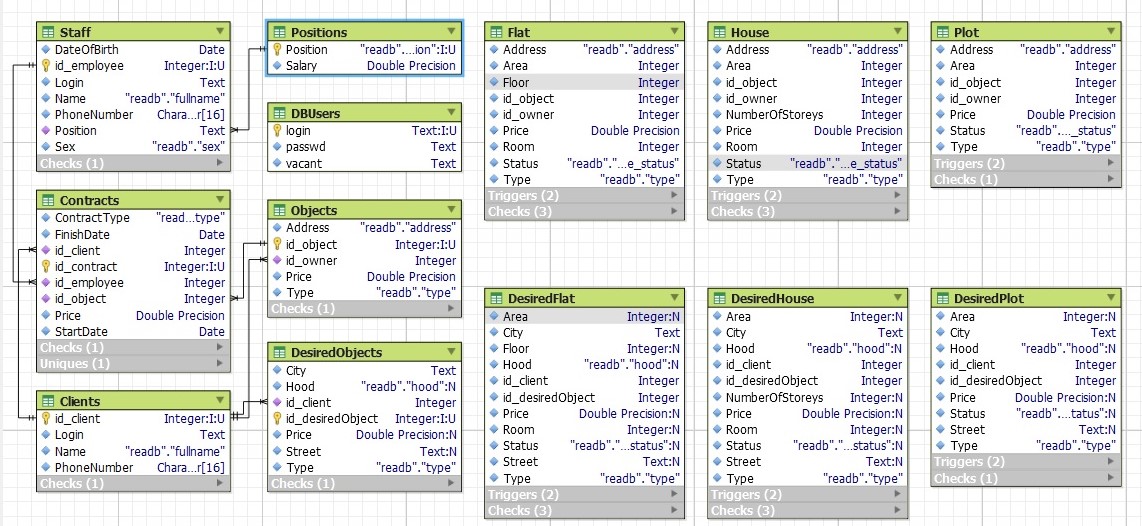 Staff
DateOfBirth Date
id_employee Integer:I:U
Login Text
Name "readb"."fullname"
PhoneNumber Chara...r[16]
Position Text
Sex "readb"."sex"
Checks (1)
Positions
Position "readb"....ion":I:U
Salary Double Precision
DBUsers
login Text:I:U
passwd Text
vacant Text
Flat
Address "readb"."address"
Area Integer
Floor Integer
id_object Integer
id_owner Integer
Price Double Precision
Room Integer
Status "readb"."...e_status"
Type "readb"."type"
Triggers (2)
Checks (3)
House
Address "readb"."address"
Area Integer
id_object Integer
id_owner Integer
NumberOfStoreys Integer
Price Double Precision
Room Integer
Status "readb"."...e_status"
Type "readb"."type"
Triggers (2)
Checks (3)
Plot
Address "readb"."address"
Area Integer
id_object Integer
id_owner Integer
Price Double Precision
Status "readb"...._status"
Type "readb"."type"
Triggers (2)
Checks (1)
Contracts
ContractType "read...type"
FinishDate Date
id_client Integer
id_contract Integer:I:U
id_employee Integer
id_object Integer
Price Double Precision
StartDate Date
Checks (1)
Uniques (1)
Objects
Address "readb"."address"
id_object Integer:I:U
id_owner Integer
Price Double Precision
Type "readb"."type"
Checks (1)
Clients
id_client Integer:I:U
Login Text
Name "readb"."fullname"
PhoneNumber Chara...r[16]
Checks (1)
DesiredObjects
City Text
Hood "readb"."hood":N
id_client Integer
id_desiredObject Integer:I:U
Price Double Precision:N
Street Text:N
Type "readb"."type"
Checks (1)
DesiredFlat
Area Integer:N
City Text
Floor Integer:N
Hood "readb"."hood":N
id_client Integer
id_desiredObject Integer
Price Double Precision:N
Room Integer:N
Status "readb"."...status":N
Street Text:N
Type "readb"."type"
Triggers (2)
Checks (3)
DesiredHouse
Area Integer:N
City Text
Hood "readb"."hood":N
id_client Integer
id_desiredObject Integer
NumberOfStoreys Integer:N
Price Double Precision:N
Room Integer:N
Status "readb"."...status":N
Street Text:N
Type "readb"."type"
Triggers (2)
Checks (3)
DesiredPlot
Area Integer:N
City Text
Hood "readb"."hood":N
id_client Integer
id_desiredObject Integer
Price Double Precision:N
Status "readb"....tatus":N
Street Text:N
Type "readb"."type"
Triggers (2)
Checks (1)